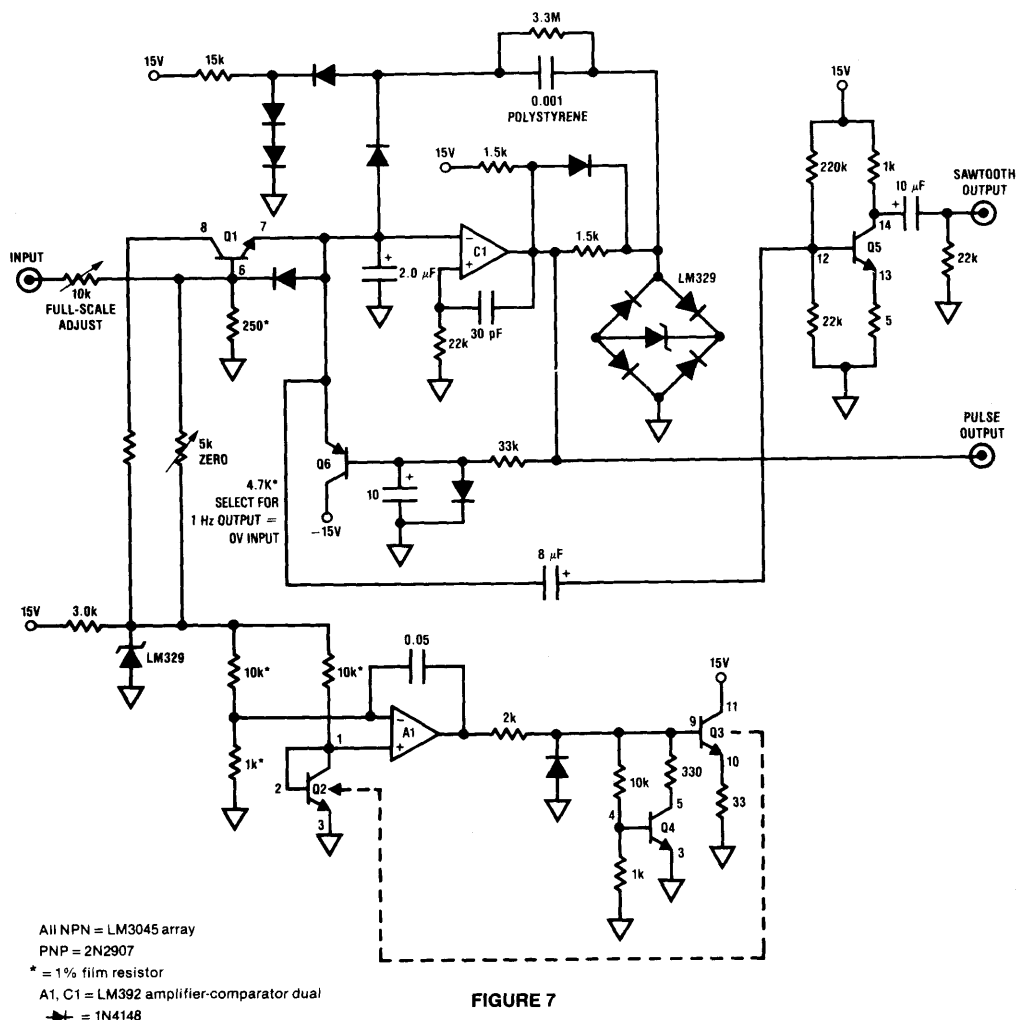 3.3M
15V
15k
0.001
POLYSTYRENE
15V
1.5k
15V
220k
1k
10 µF
+
SAWTOOTH
OUTPUT
14
Q5
12
13
22k
5
22k
8
Q1
7
6
INPUT
10k
FULL-SCALE
ADJUST
250*
+
2.0 µF
−
C1
+
30 pF
22k
1.5k
LM329
5k
ZERO
Q6
4.7K*
SELECT FOR
1 Hz OUTPUT =
0V INPUT
−15V
10
+
33k
PULSE
OUTPUT
8 µF
+
15V
3.0k
LM329
10k*
10k*
0.05
−
A1
+
1k*
1
2
Q2
3
2k
15V
11
9
Q3
10
33
10k
330
5
4
Q4
3
1k
All NPN = LM3045 array
PNP = 2N2907
* = 1% film resistor
A1, C1 = LM392 amplifier-comparator dual
= 1N4148
FIGURE 7